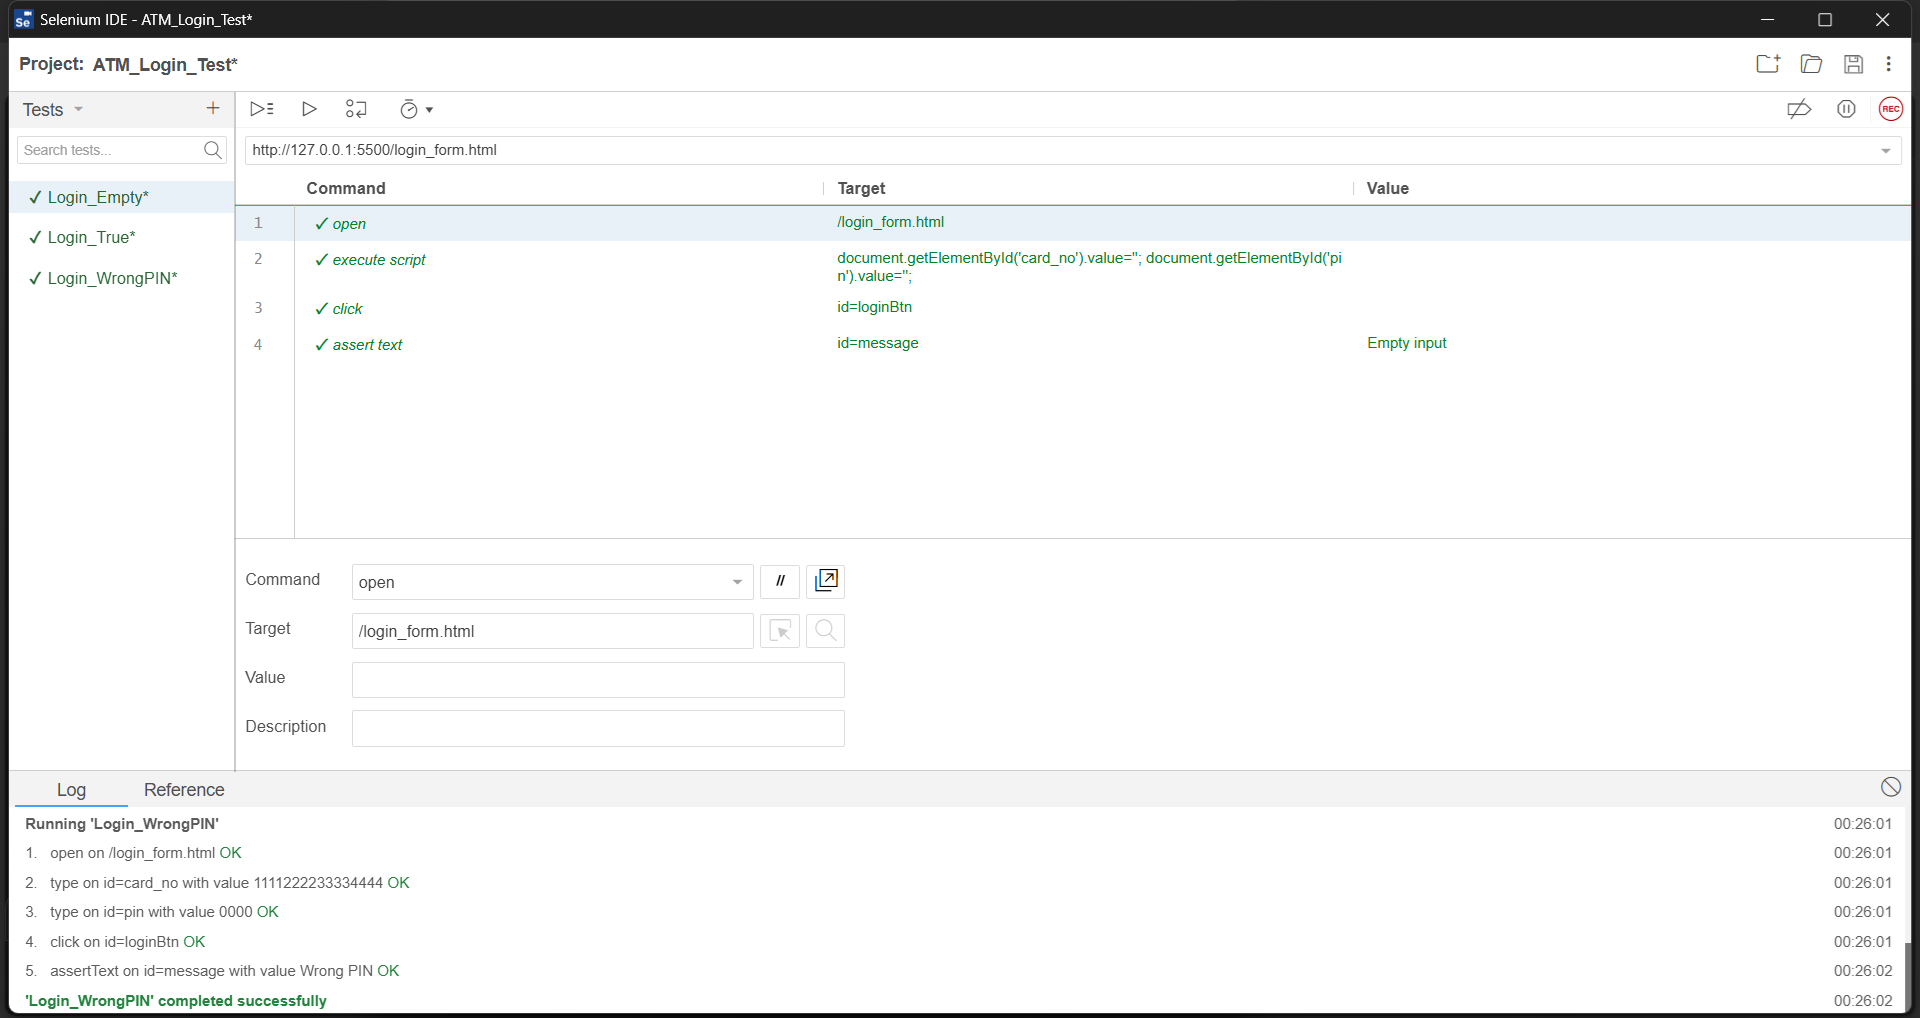 Se Selenium IDE - ATM_Login_Test*
Project: ATM_Login_Test*
Tests
REC
Search tests...
http://127.0.0.1:5500/login_form.html
Command Target Value
✓ Login_Empty*
✓ Login_True*
✓ Login_WrongPIN*
1 ✓ open /login_form.html
2 ✓ execute script document.getElementById('card_no').value=''; document.getElementById('pi
n').value='';
3 ✓ click id=loginBtn
4 ✓ assert text id=message Empty input
Command open //
Target /login_form.html
Value
Description
Log Reference
Running 'Login_WrongPIN' 00:26:01
1. open on /login_form.html OK 00:26:01
2. type on id=card_no with value 1111222233334444 OK 00:26:01
3. type on id=pin with value 0000 OK 00:26:01
4. click on id=loginBtn OK 00:26:01
5. assertText on id=message with value Wrong PIN OK 00:26:02
'Login_WrongPIN' completed successfully 00:26:02